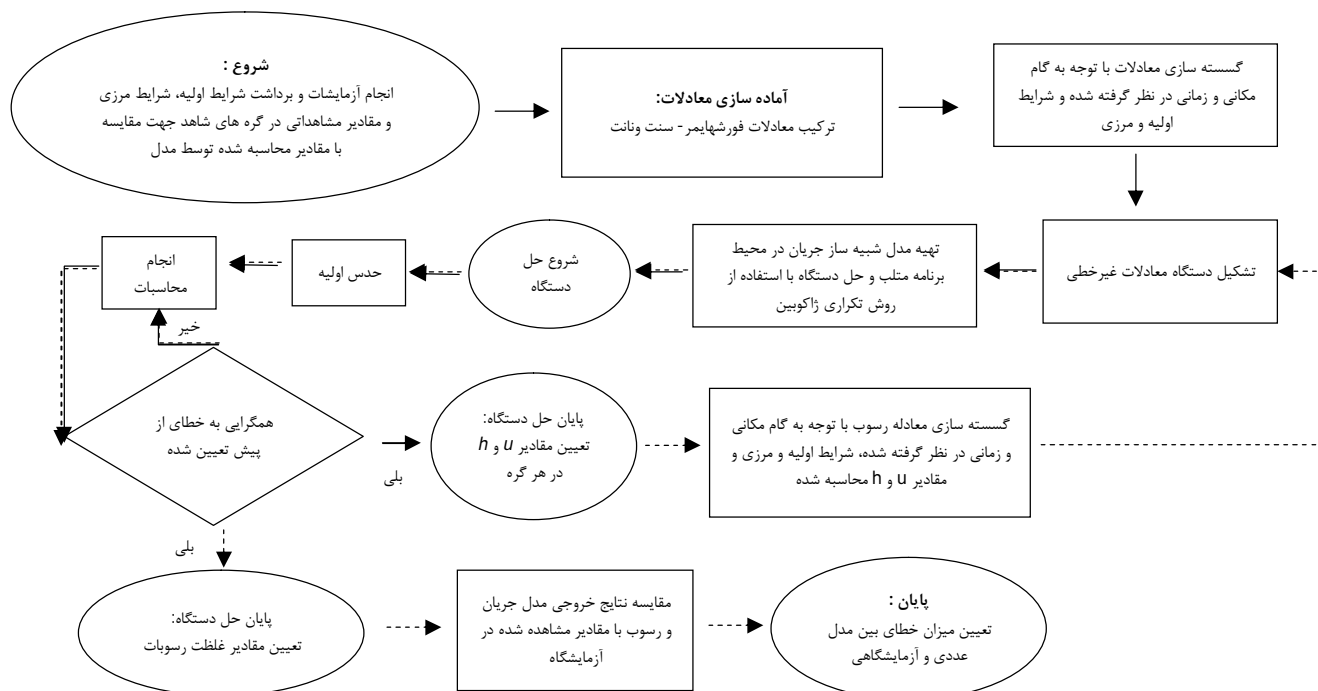 شروع :
انجام آزمایشات و برداشت شرایط اولیه، شرایط مرزی
و مقادیر مشاهداتی در گره های شاهد جهت مقایسه
با مقادیر محاسبه شده توسط مدل
آماده سازی معادلات:
ترکیب معادلات فورشهایمر- سنت ونانت
گسسته سازی معادلات با توجه به گام
مکانی و زمانی در نظر گرفته شده و شرایط
اولیه و مرزی
تشکیل دستگاه معادلات غیرخطی
تهیه مدل شبیه ساز جریان در محیط
برنامه متلب و حل دستگاه با استفاده از
روش تکراری ژاکوبین
شروع حل
دستگاه
حدس اولیه
انجام
محاسبات
خیر
همگرایی به خطای از
پیش تعیین شده
بلی
پایان حل دستگاه:
تعیین مقادیر u و h
در هر گره
گسسته سازی معادله رسوب با توجه به گام مکانی
و زمانی در نظر گرفته شده، شرایط اولیه و مرزی و
مقادیر u و h محاسبه شده
بلی
پایان حل دستگاه:
تعیین مقادیر غلظت رسوبات
مقایسه نتایج خروجی مدل جریان
و رسوب با مقادیر مشاهده شده در
آزمایشگاه
پایان :
تعیین میزان خطای بین مدل
عددی و آزمایشگاهی